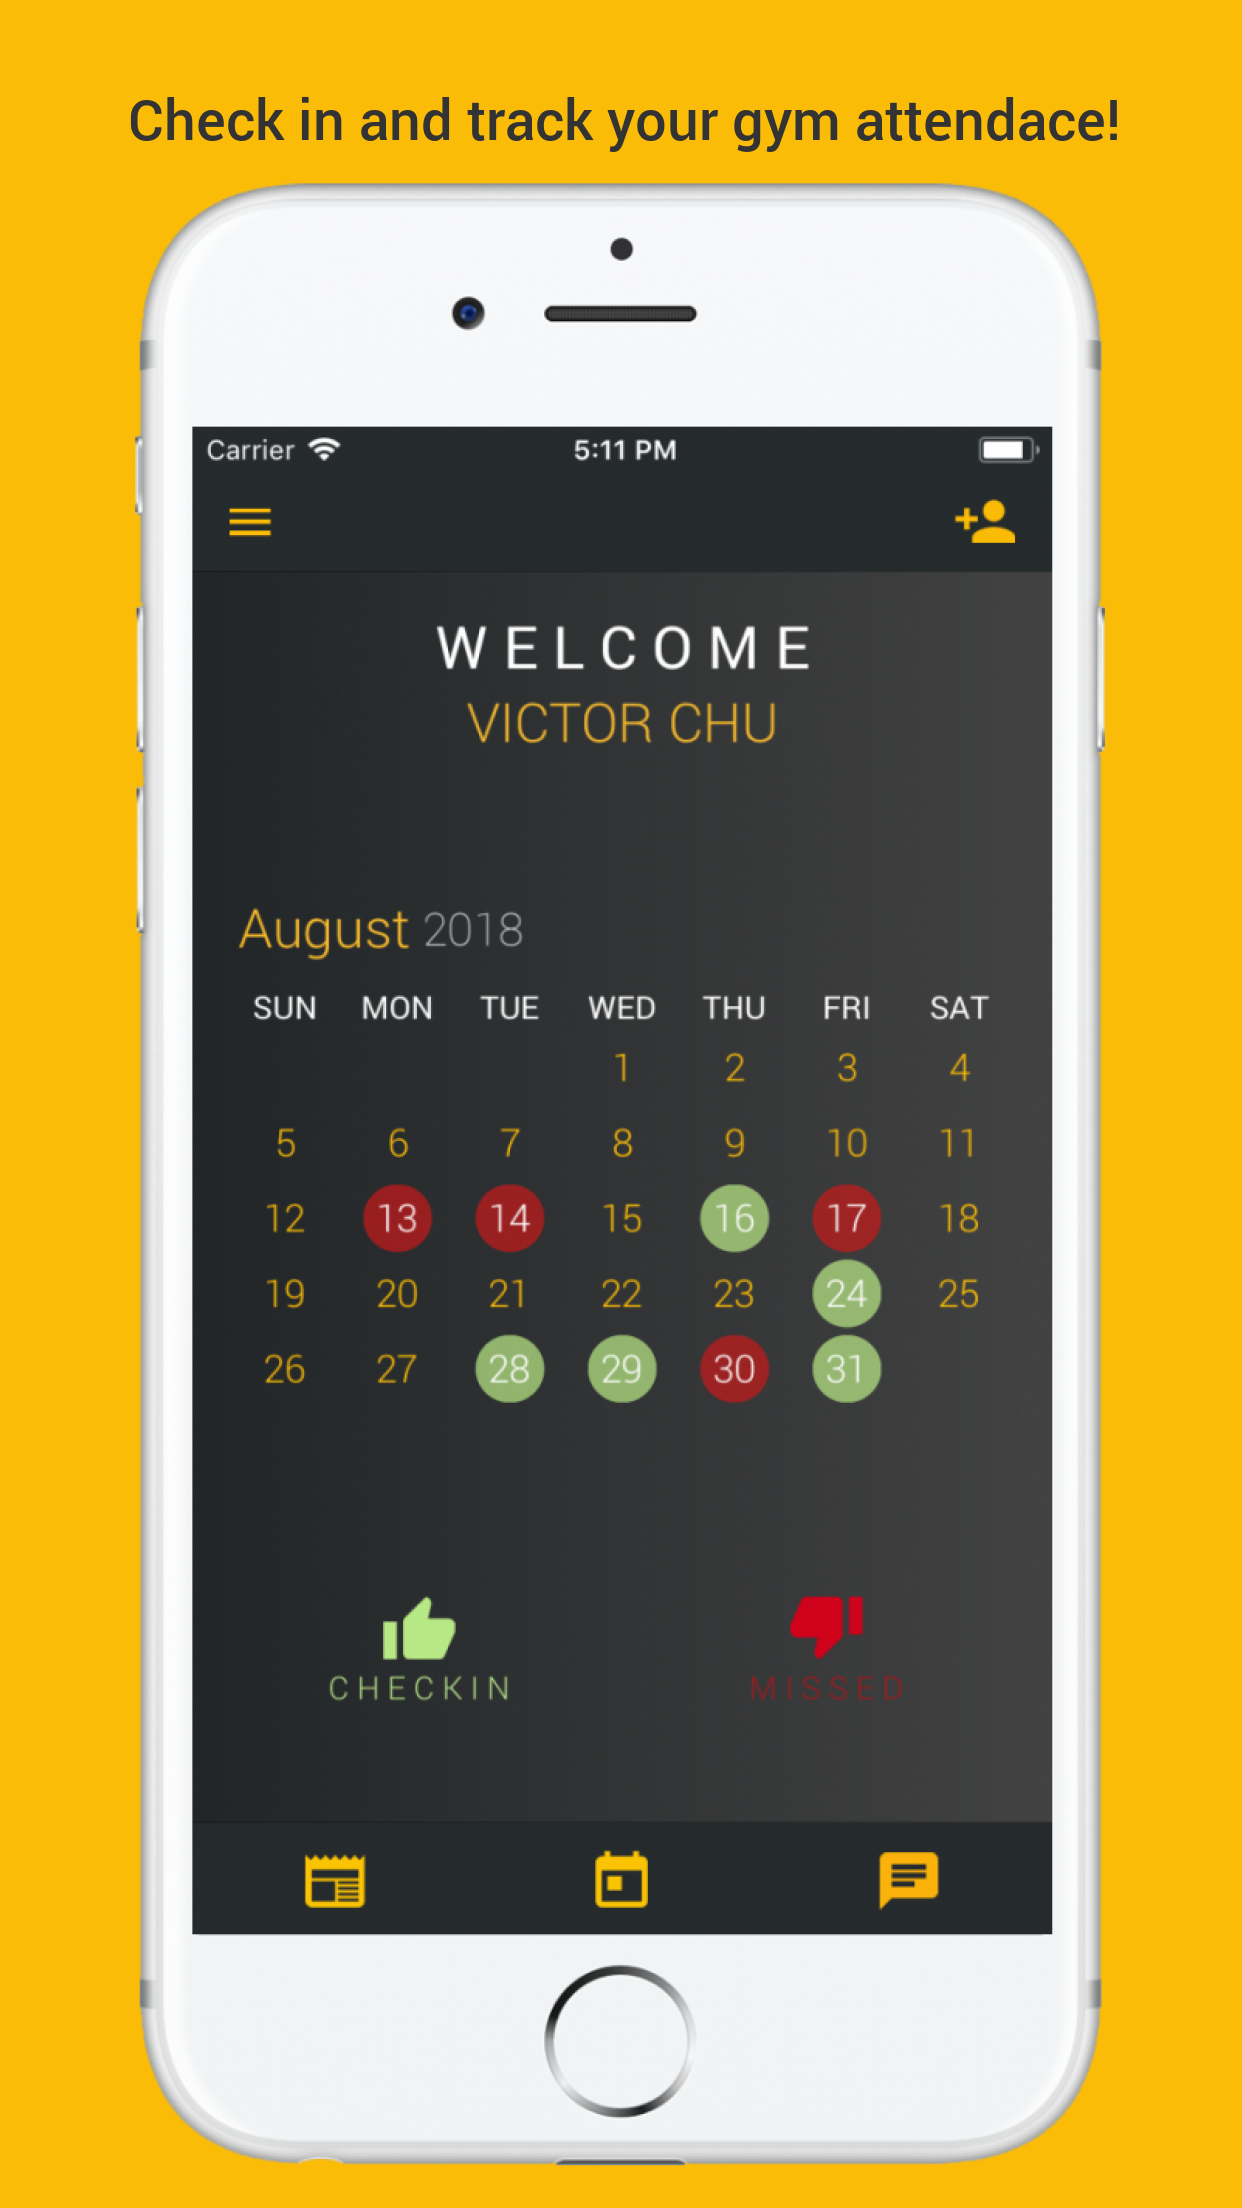 Check in and track your gym attendace!
Carrier 5:11 PM
WELCOME
VICTOR CHU
August 2018
SUN MON TUE WED THU FRI SAT
1 2 3 4
5 6 7 8 9 10 11
12 13 14 15 16 17 18
19 20 21 22 23 24 25
26 27 28 29 30 31
CHECKIN MISSED